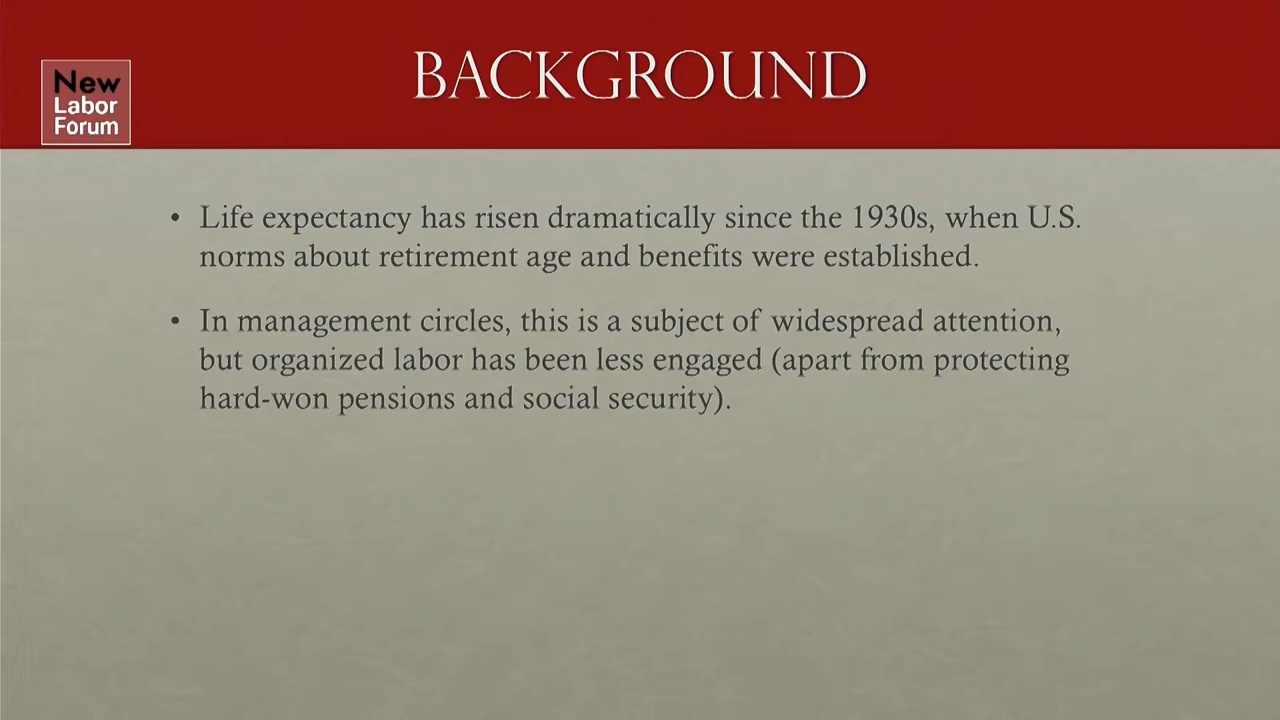 BACKGROUND
New
Labor
Forum
• Life expectancy has risen dramatically since the 1930s, when U.S.
norms about retirement age and benefits were established.
• In management circles, this is a subject of widespread attention,
but organized labor has been less engaged (apart from protecting
hard-won pensions and social security).